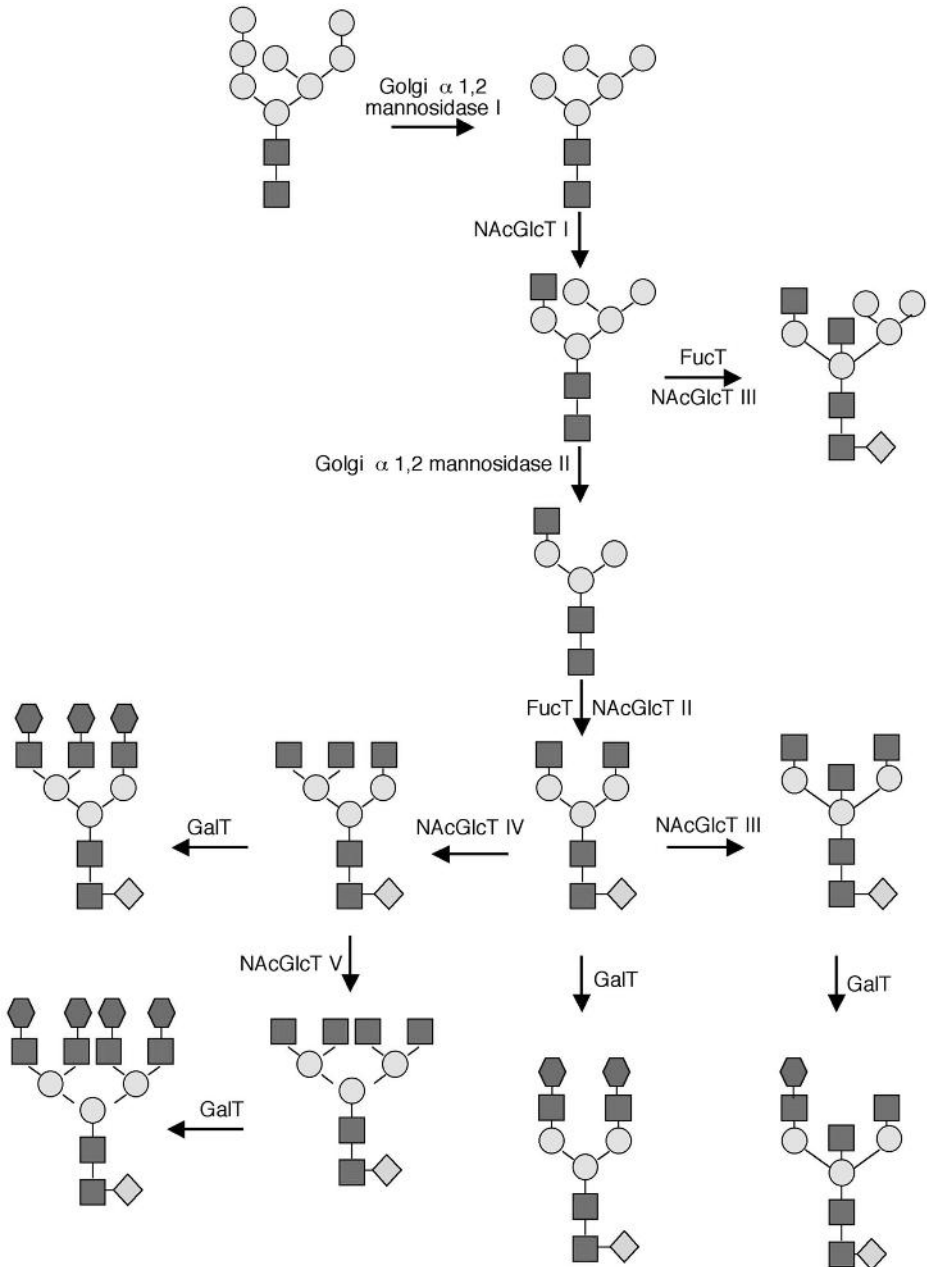 Golgi α 1,2
mannosidase I
NAcGlcT I
FucT
NAcGlcT III
Golgi α 1,2 mannosidase II
FucT NAcGlcT II
GalT
NAcGlcT IV
NAcGlcT III
NAcGlcT V
GalT
GalT
GalT